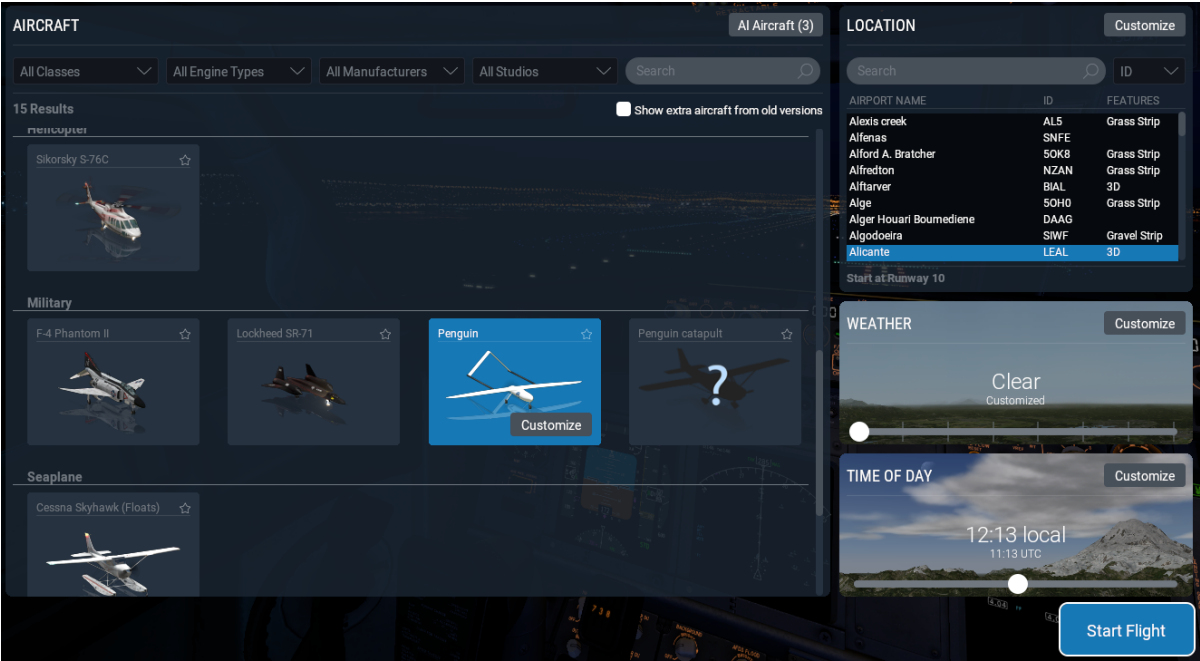 AIRCRAFT
AI Aircraft (3)
All Classes
All Engine Types
All Manufacturers
All Studios
Search
15 Results
Show extra aircraft from old versions
Helicopter
Sikorsky S-76C
Military
F-4 Phantom II
Lockheed SR-71
Penguin
Customize
Penguin catapult
?
Seaplane
Cessna Skyhawk (Floats)
LOCATION
Customize
Search
ID
AIRPORT NAME ID FEATURES
Alexis creek AL5 Grass Strip
Alfenas SNFE
Alford A. Bratcher 5OK8 Grass Strip
Alfredton NZAN Grass Strip
Alftarver BIAL 3D
Alge 5OH0 Grass Strip
Alger Houari Boumediene DAAG
Algodoeira SIWF Gravel Strip
Alicante LEAL 3D
Start at Runway 10
WEATHER
Customize
Clear
Customized
TIME OF DAY
Customize
12:13 local
11:13 UTC
Start Flight